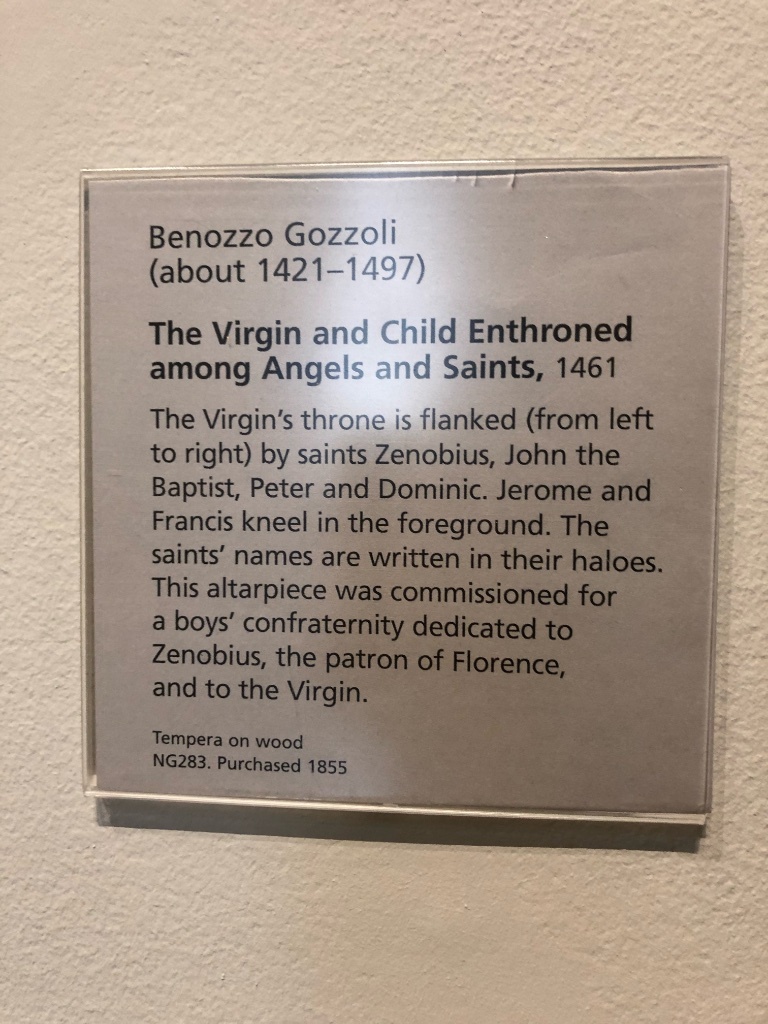 Benozzo Gozzoli
(about 1421–1497)
The Virgin and Child Enthroned
among Angels and Saints, 1461
The Virgin’s throne is flanked (from left
to right) by saints Zenobius, John the
Baptist, Peter and Dominic. Jerome and
Francis kneel in the foreground. The
saints’ names are written in their haloes.
This altarpiece was commissioned for
a boys’ confraternity dedicated to
Zenobius, the patron of Florence,
and to the Virgin.
Tempera on wood
NG283. Purchased 1855